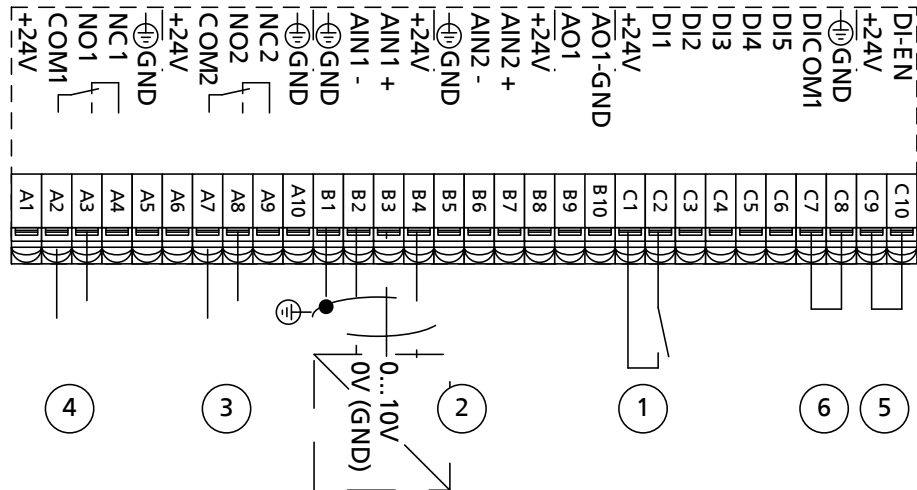 +24V
COM1
NO1
NC1
GND
+24V
COM2
NO2
NC2
GND
GND
AIN1 -
AIN1 +
+24V
GND
AIN2 -
AIN2 +
+24V
AO1
AO1-GND
+24V
DI1
DI2
DI3
DI4
DI5
DICOM1
GND
+24V
DI-EN
A1
A2
A3
A4
A5
A6
A7
A8
A9
A10
B1
B2
B3
B4
B5
B6
B7
B8
B9
B10
C1
C2
C3
C4
C5
C6
C7
C8
C9
C10
0... 10V
0V (GND)
4
3
2
1
6
5